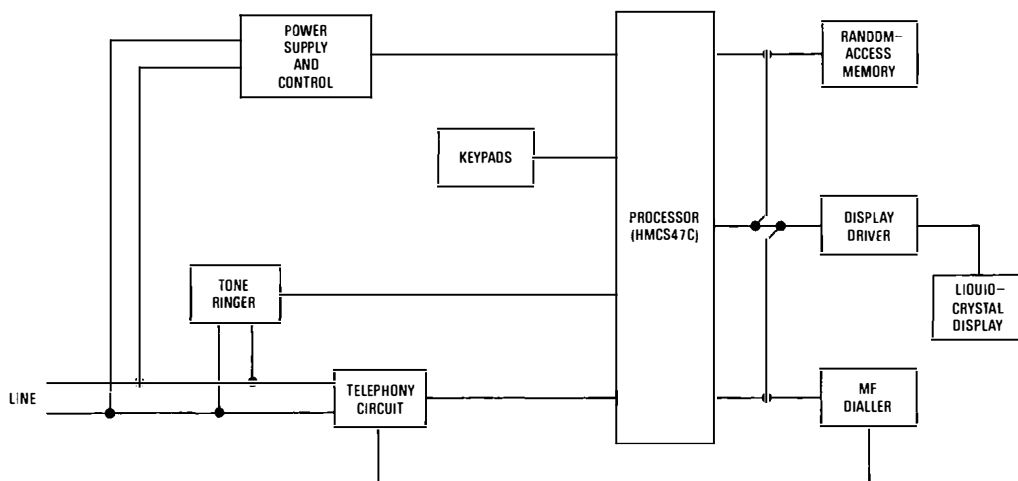 POWER
SUPPLY
AND
CONTROL
RANDOM–
ACCESS
MEMORY
KEYPADS
PROCESSOR
(HMCS47C)
DISPLAY
DRIVER
TONE
RINGER
LIQUID–
CRYSTAL
DISPLAY
LINE
TELEPHONY
CIRCUIT
MF
DIALLER